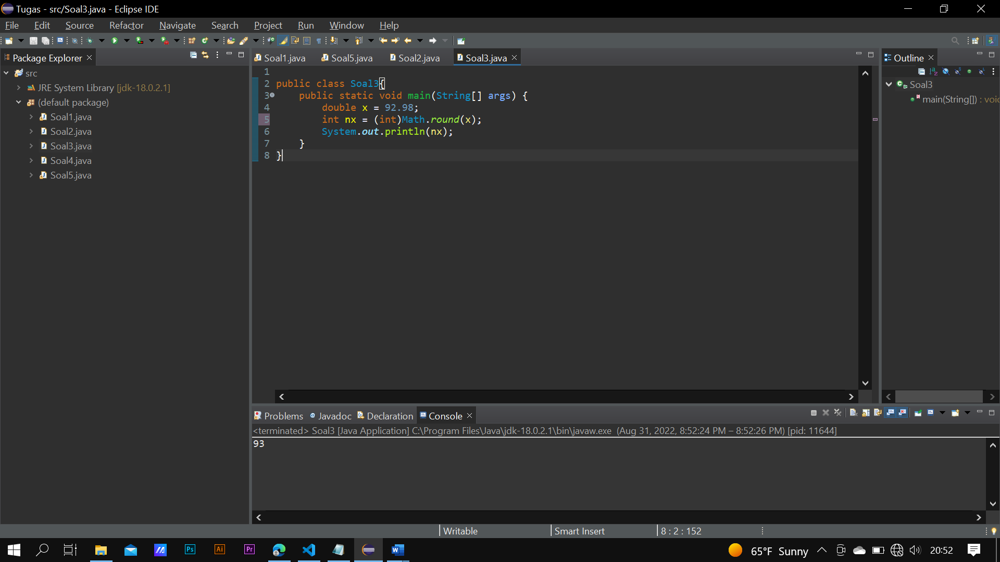 Tugas - src/Soal3.java - Eclipse IDE
File Edit Source Refactor Navigate Search Project Run Window Help
Package Explorer
src
JRE System Library [jdk-18.0.2.1]
(default package)
Soal1.java
Soal2.java
Soal3.java
Soal4.java
Soal5.java
Soal1.java Soal5.java Soal2.java Soal3.java
1
2 public class Soal3{
3 public static void main(String[] args) {
4 double x = 92.98;
5 int nx = (int)Math.round(x);
6 System.out.println(nx);
7 }
8 }
Outline
Soal3
main(String[]) : void
Problems Javadoc Declaration Console
<terminated> Soal3 [Java Application] C:\Program Files\Java\jdk-18.0.2.1\bin\javaw.exe (Aug 31, 2022, 8:52:24 PM – 8:52:26 PM) [pid: 11644]
93
Writable Smart Insert 8 : 2 : 152
Ps Ai Pr 65°F Sunny 20:52